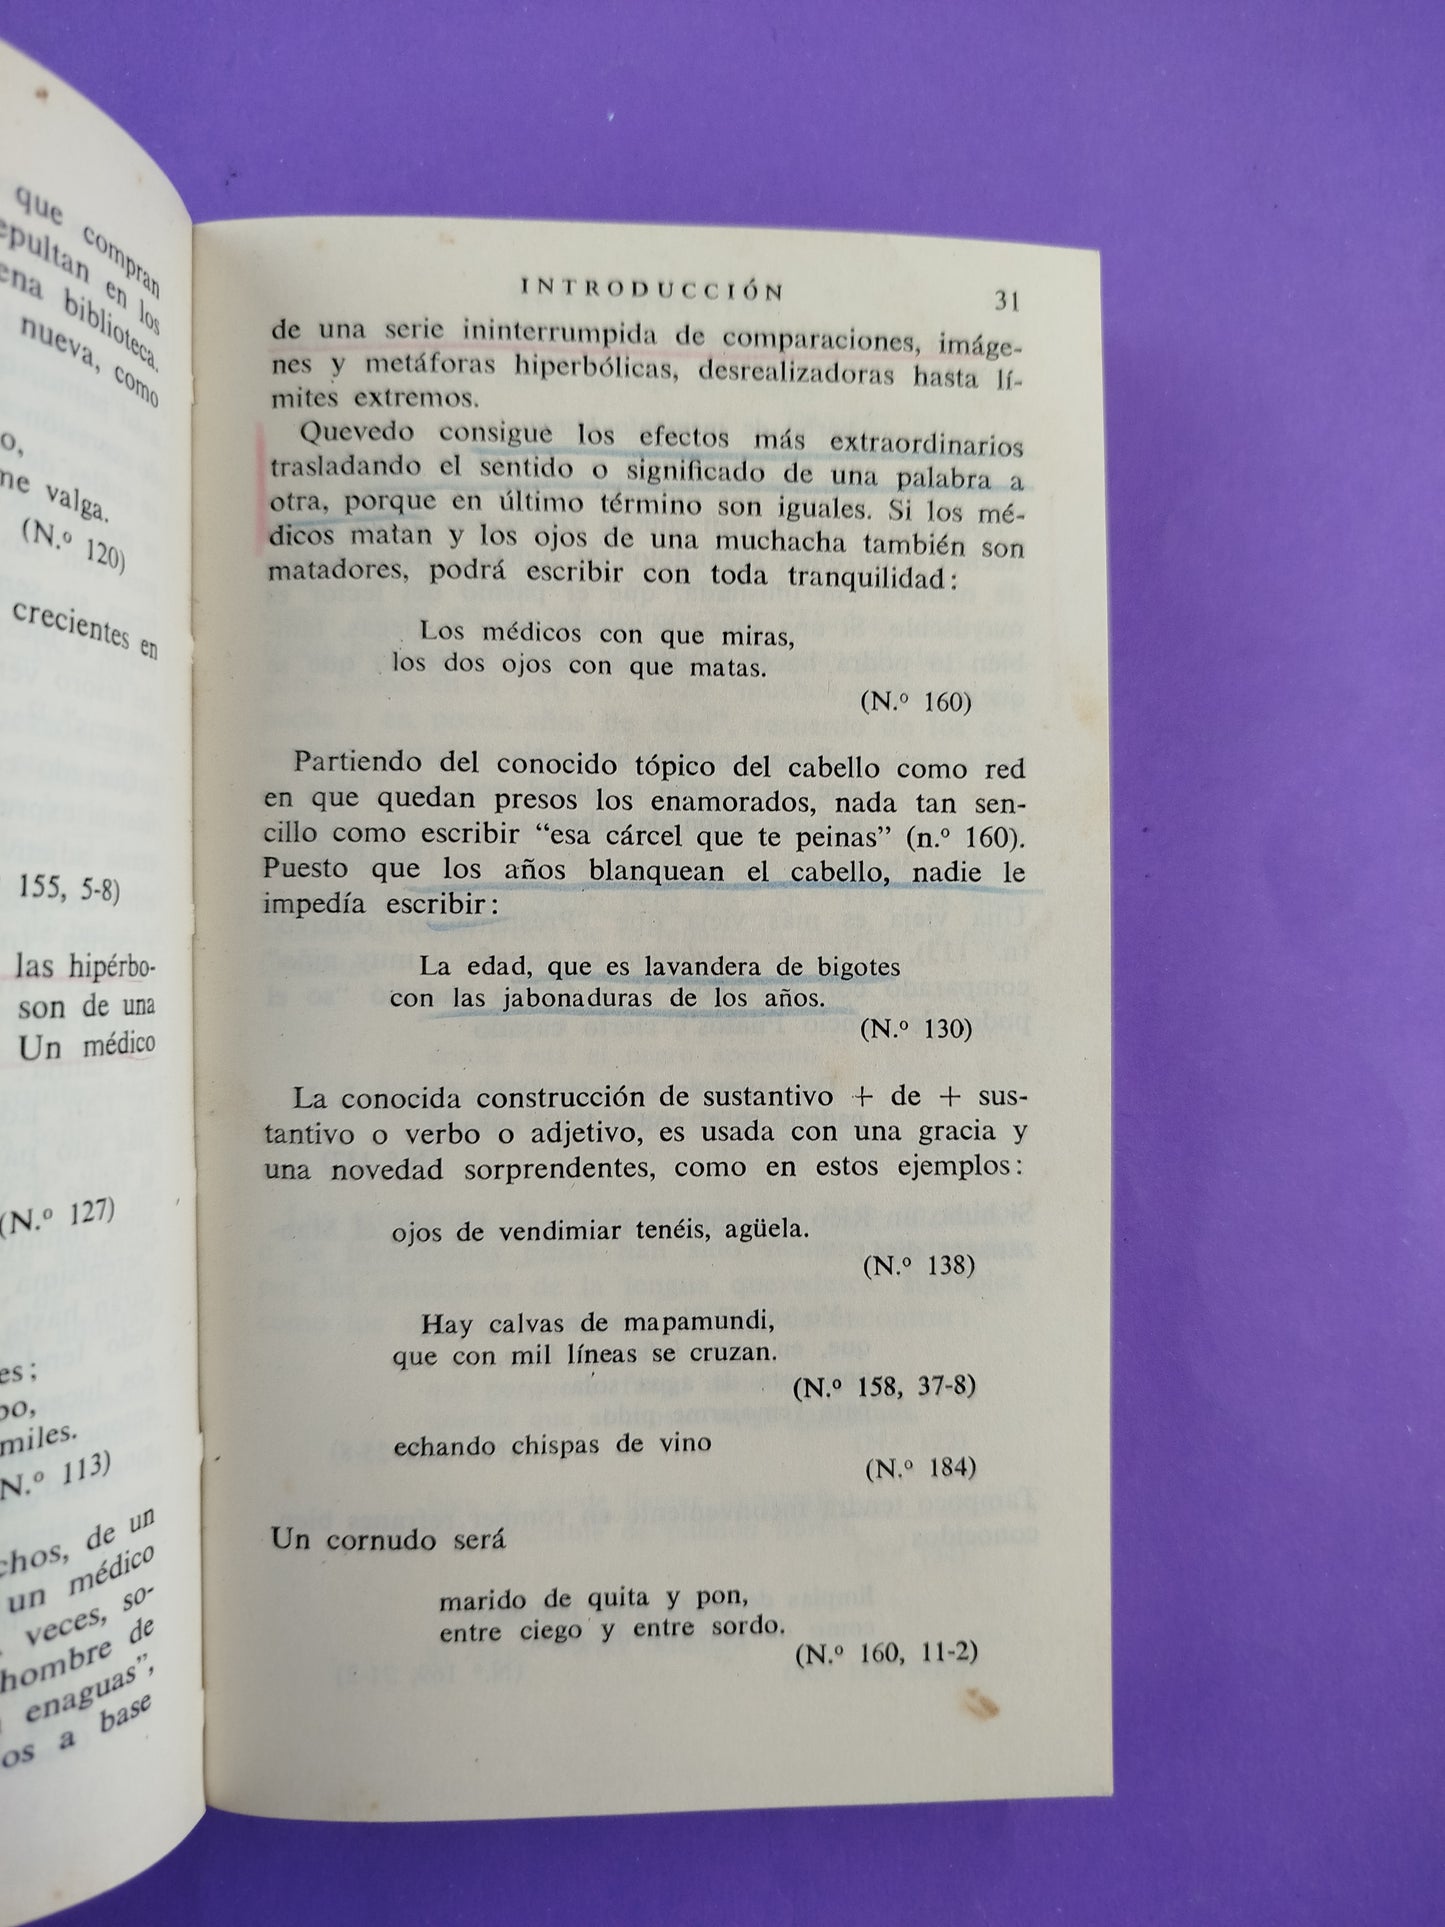 que compran
epultan en los
ena biblioteca.
nueva, como
o,
ne valga.
(N.º 120)
crecientes en
155, 5-8)
las hipérbo-
son de una
Un médico
(N.º 127)
es;
po,
miles.
N.º 113)
chos, de un
un médico
veces, so-
hombre de
enaguas”,
os a base
INTRODUCCIÓN 31
de una serie ininterrumpida de comparaciones, imáge-
nes y metáforas hiperbólicas, desrealizadoras hasta lí-
mites extremos.
Quevedo consigue los efectos más extraordinarios
trasladando el sentido o significado de una palabra a
otra, porque en último término son iguales. Si los mé-
dicos matan y los ojos de una muchacha también son
matadores, podrá escribir con toda tranquilidad:
Los médicos con que miras,
los dos ojos con que matas.
(N.º 160)
Partiendo del conocido tópico del cabello como red
en que quedan presos los enamorados, nada tan sen-
cillo como escribir “esa cárcel que te peinas” (n.º 160).
Puesto que los años blanquean el cabello, nadie le
impedía escribir:
La edad, que es lavandera de bigotes
con las jabonaduras de los años.
(N.º 130)
La conocida construcción de sustantivo + de + sus-
tantivo o verbo o adjetivo, es usada con una gracia y
una novedad sorprendentes, como en estos ejemplos:
ojos de vendimiar tenéis, agüela.
(N.º 138)
Hay calvas de mapamundi,
que con mil líneas se cruzan.
(N.º 158, 37-8)
echando chispas de vino
(N.º 184)
Un cornudo será
marido de quita y pon,
entre ciego y entre sordo.
(N.º 160, 11-2)